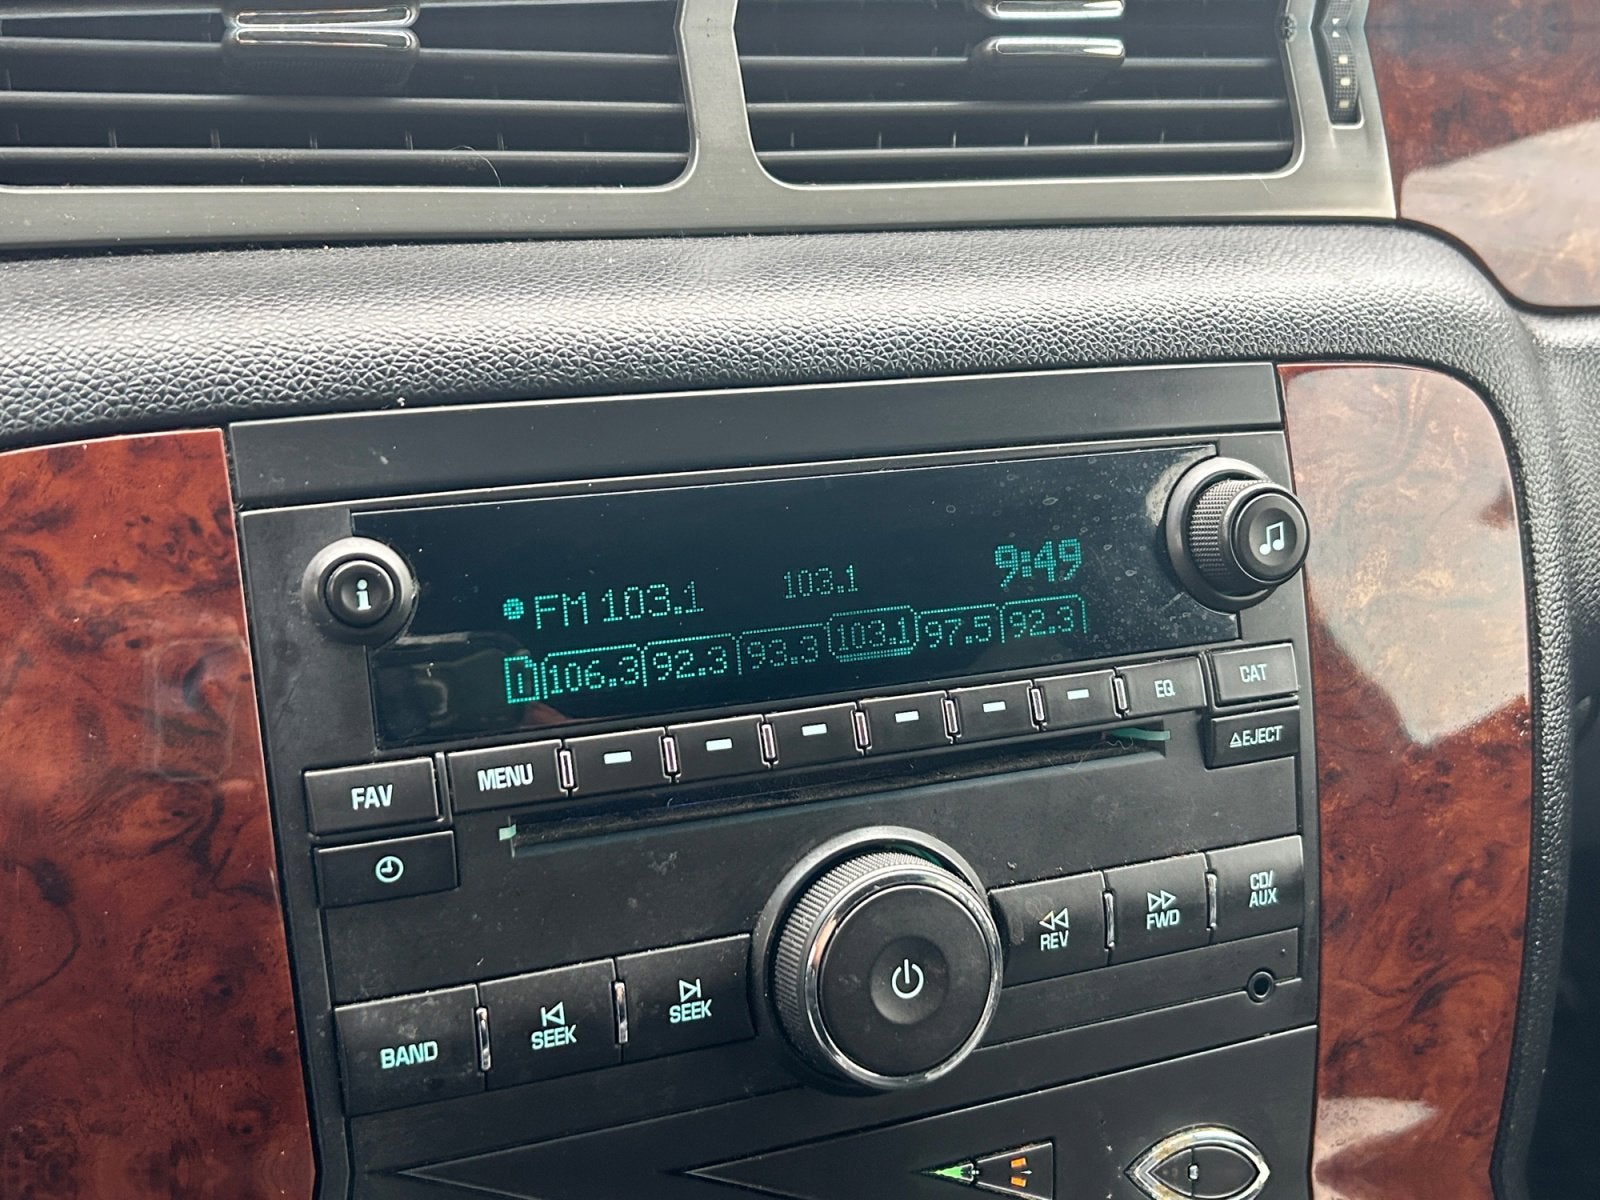 i
FM 103.1 103.1 9:49
1 106.3 92.3 93.3 103.1 97.5 92.3
FAV MENU EQ CAT
EJECT
BAND SEEK SEEK REV FWD CD/AUX